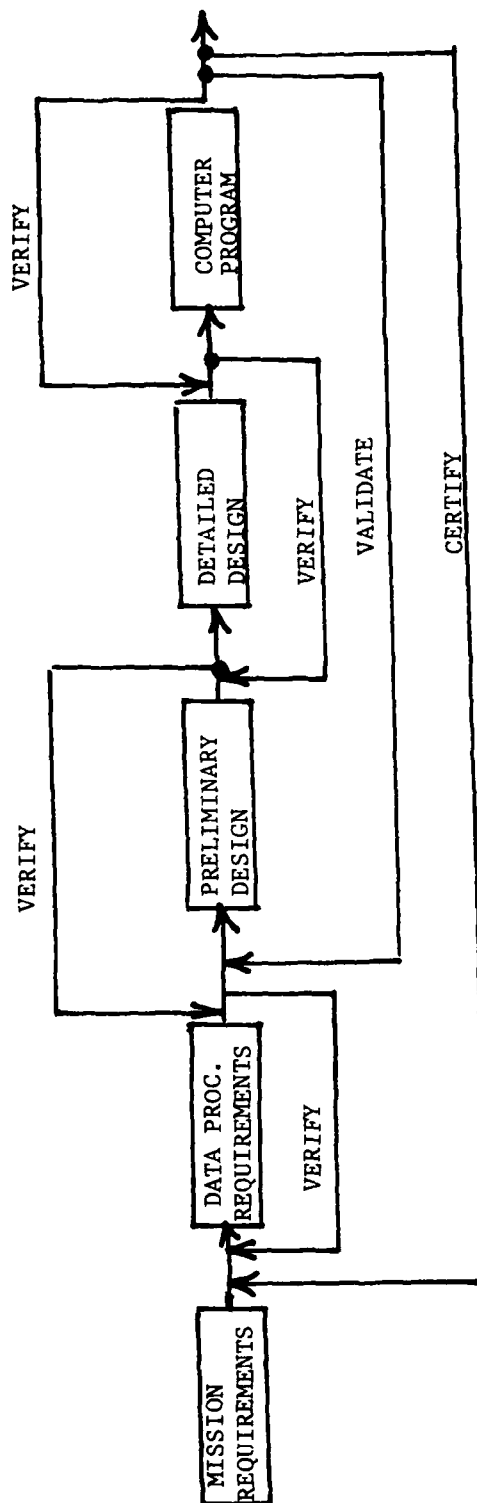 MISSION
REQUIREMENTS
DATA PROC.
REQUIREMENTS
VERIFY
VERIFY
PRELIMINARY
DESIGN
DETAILED
DESIGN
VERIFY
VERIFY
COMPUTER
PROGRAM
VALIDATE
CERTIFY